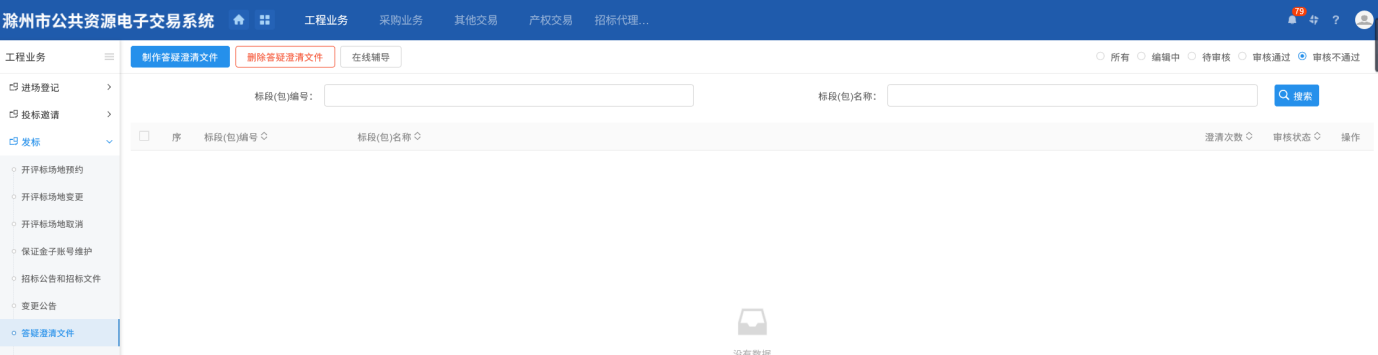 滁州市公共资源电子交易系统 工程业务 采购业务 其他交易 产权交易 招标代理... 79 ?
工程业务
进场登记
投标邀请
发标
开评标场地预约
开评标场地变更
开评标场地取消
保证金子账号维护
招标公告和招标文件
变更公告
答疑澄清文件
制作答疑澄清文件 删除答疑澄清文件 在线辅导 所有 编辑中 待审核 审核通过 审核不通过
标段(包)编号: 标段(包)名称: 搜索
序 标段(包)编号 标段(包)名称 澄清次数 审核状态 操作
没有数据